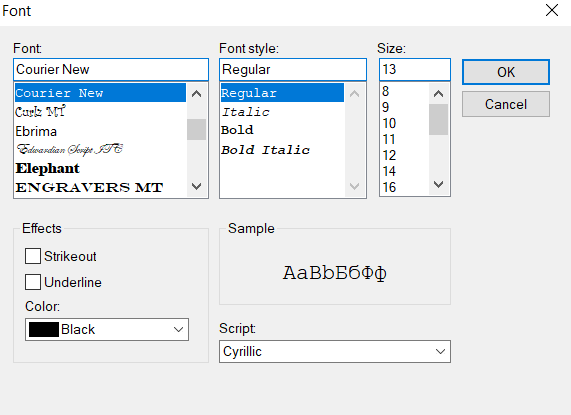 Font
Font:
Courier New
Courier New
Curlz MT
Ebrima
Edwardian Script ITC
Elephant
ENGRAVERS MT
Font style:
Regular
Regular
Italic
Bold
Bold Italic
Size:
13
8
9
10
11
12
14
16
OK
Cancel
Effects
Strikeout
Underline
Color:
Black
Sample
AaBbБбФф
Script:
Cyrillic